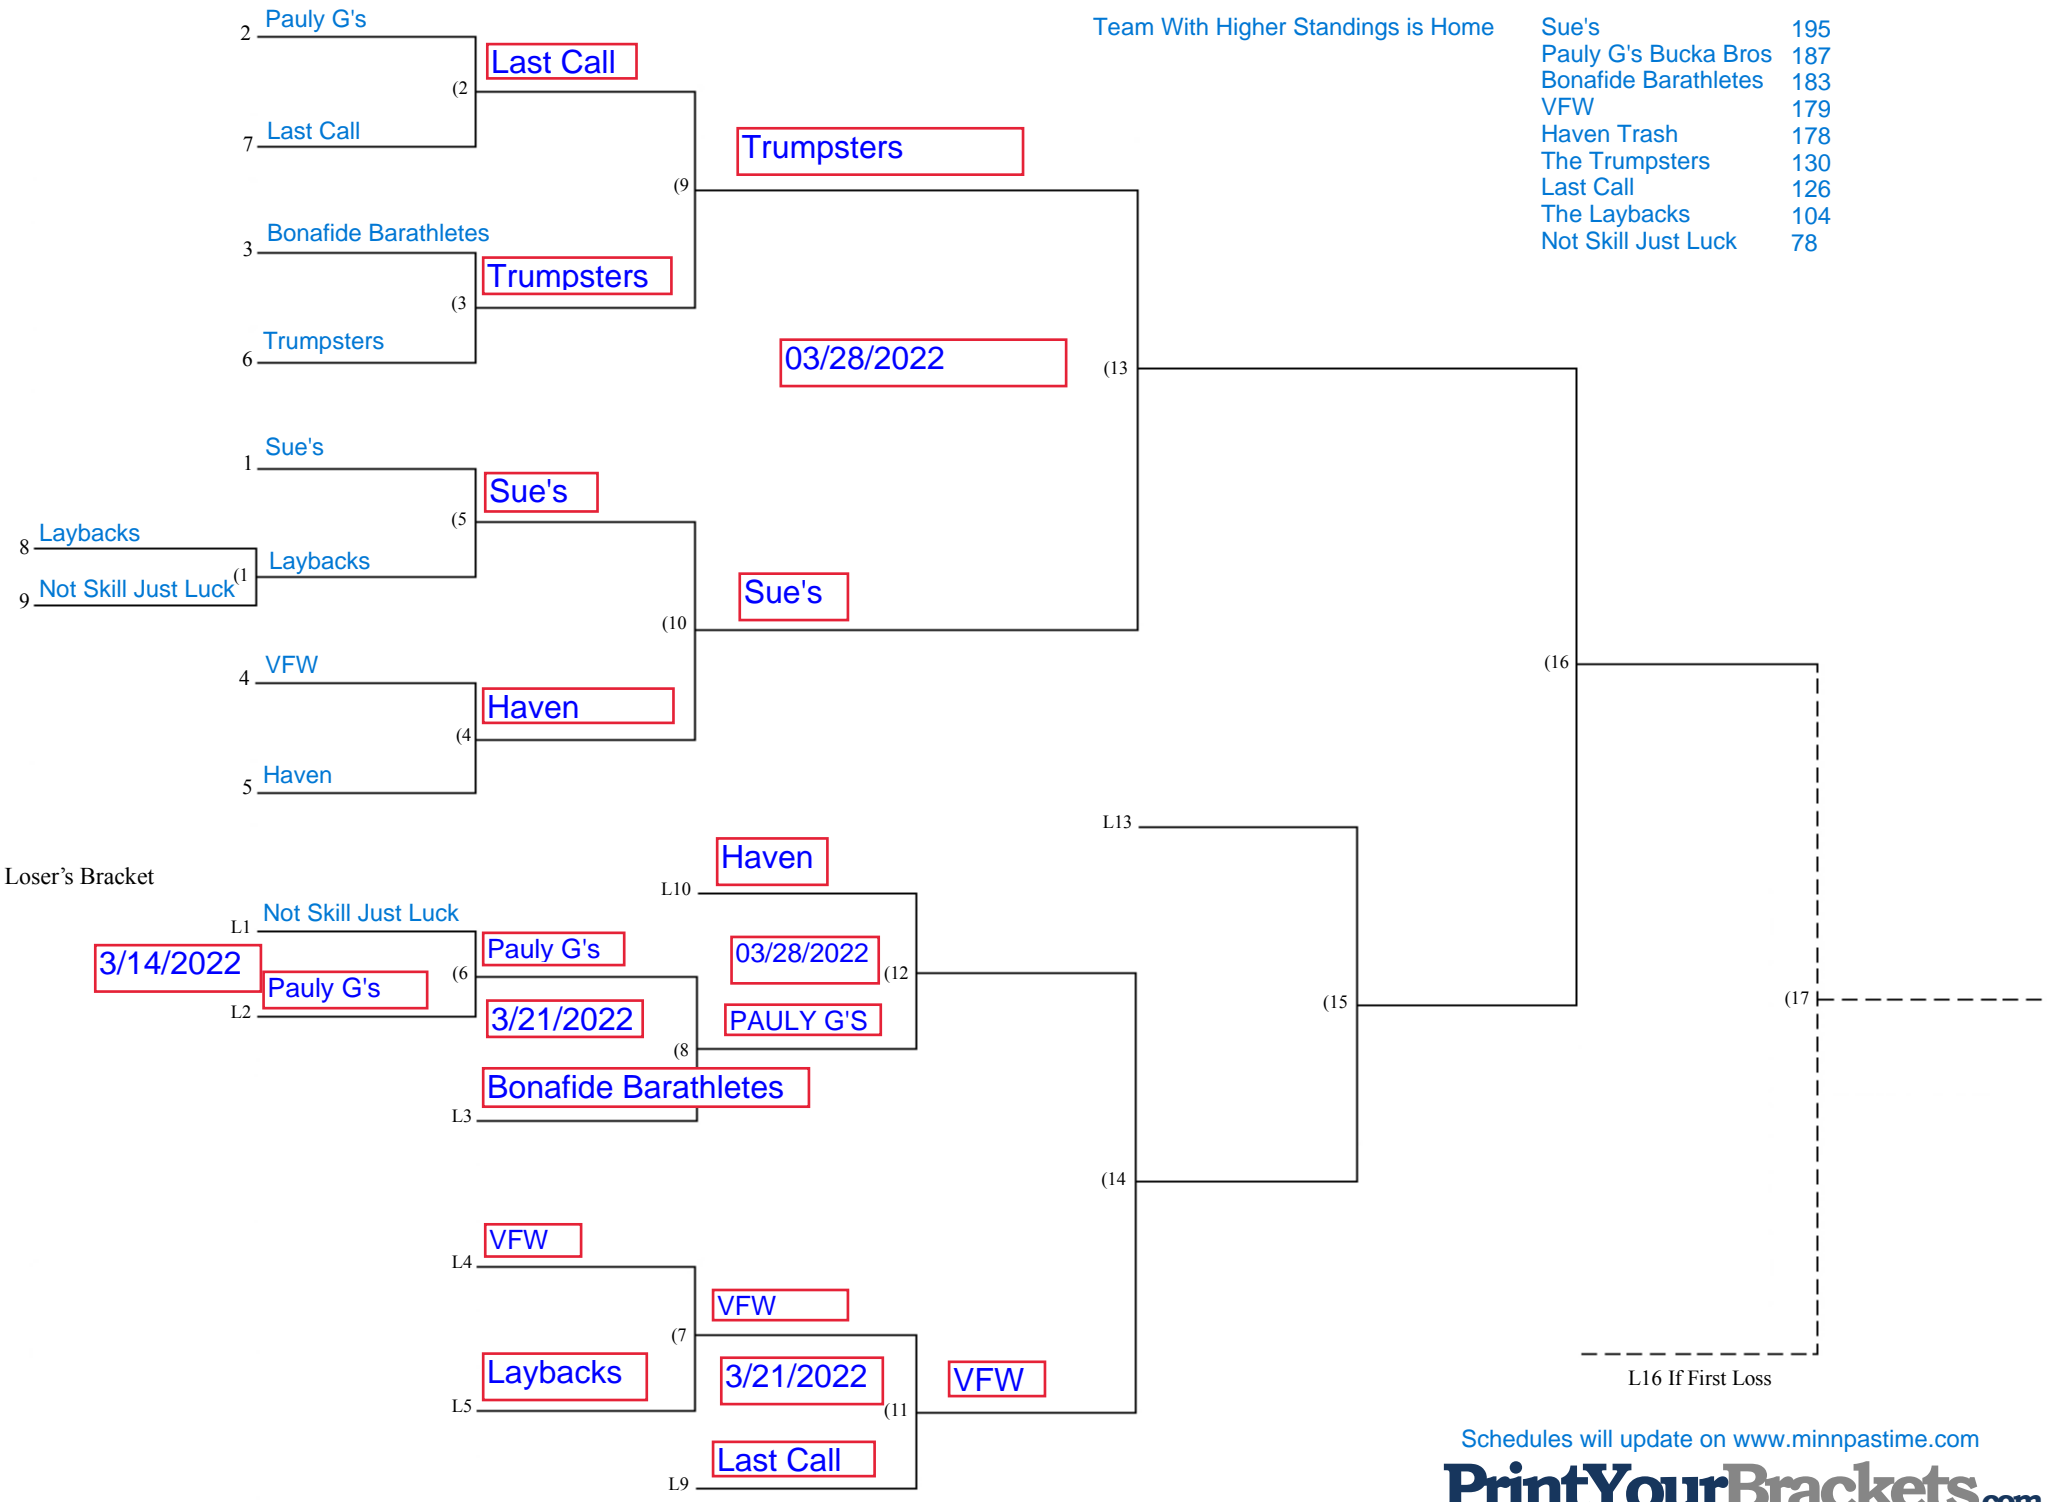 Team With Higher Standings is Home
Sue's 195
Pauly G's Bucka Bros 187
Bonafide Barathletes 183
VFW 179
Haven Trash 178
The Trumpsters 130
Last Call 126
The Laybacks 104
Not Skill Just Luck 78
2 Pauly G's
(2 Last Call
7 Last Call
(9 Trumpsters
3 Bonafide Barathletes
(3 Trumpsters
6 Trumpsters
03/28/2022 (13
1 Sue's
(5 Sue's
8 Laybacks
(1 Laybacks
9 Not Skill Just Luck
(10 Sue's
4 VFW
(4 Haven
5 Haven
(16
L13
Loser's Bracket
L10 Haven
L1 Not Skill Just Luck
3/14/2022
(6 Pauly G's
L2 Pauly G's
03/28/2022 (12
3/21/2022
(8 PAULY G'S
L3 Bonafide Barathletes
(15
(17
(14
L4 VFW
(7 VFW
L5 Laybacks
3/21/2022
(11 VFW
L9 Last Call
L16 If First Loss
Schedules will update on www.minnpastime.com
PrintYourBrackets.com